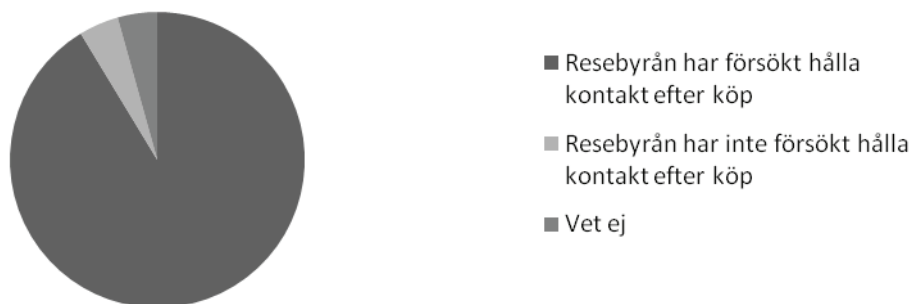 Resebyrån har försökt hålla
kontakt efter köp
Resebyrån har inte försökt hålla
kontakt efter köp
Vet ej